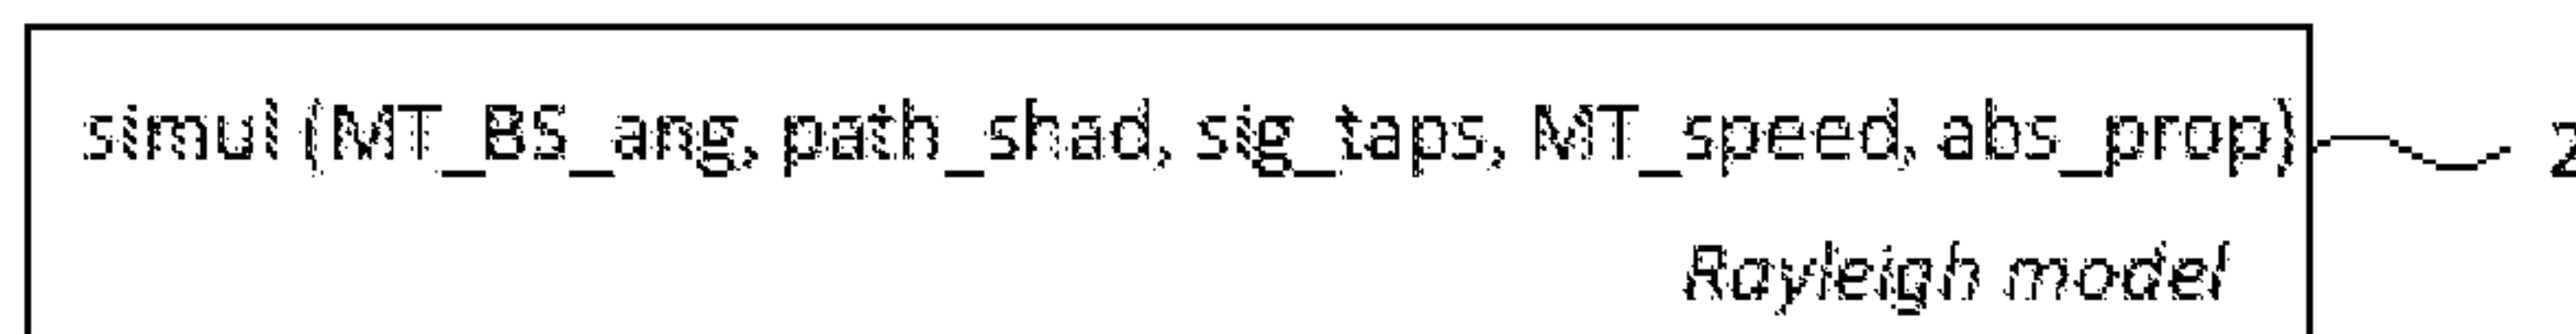 simul (MT_BS_ang, path_shad, sig_taps, MT_speed, abs_prop)
Rayleigh model